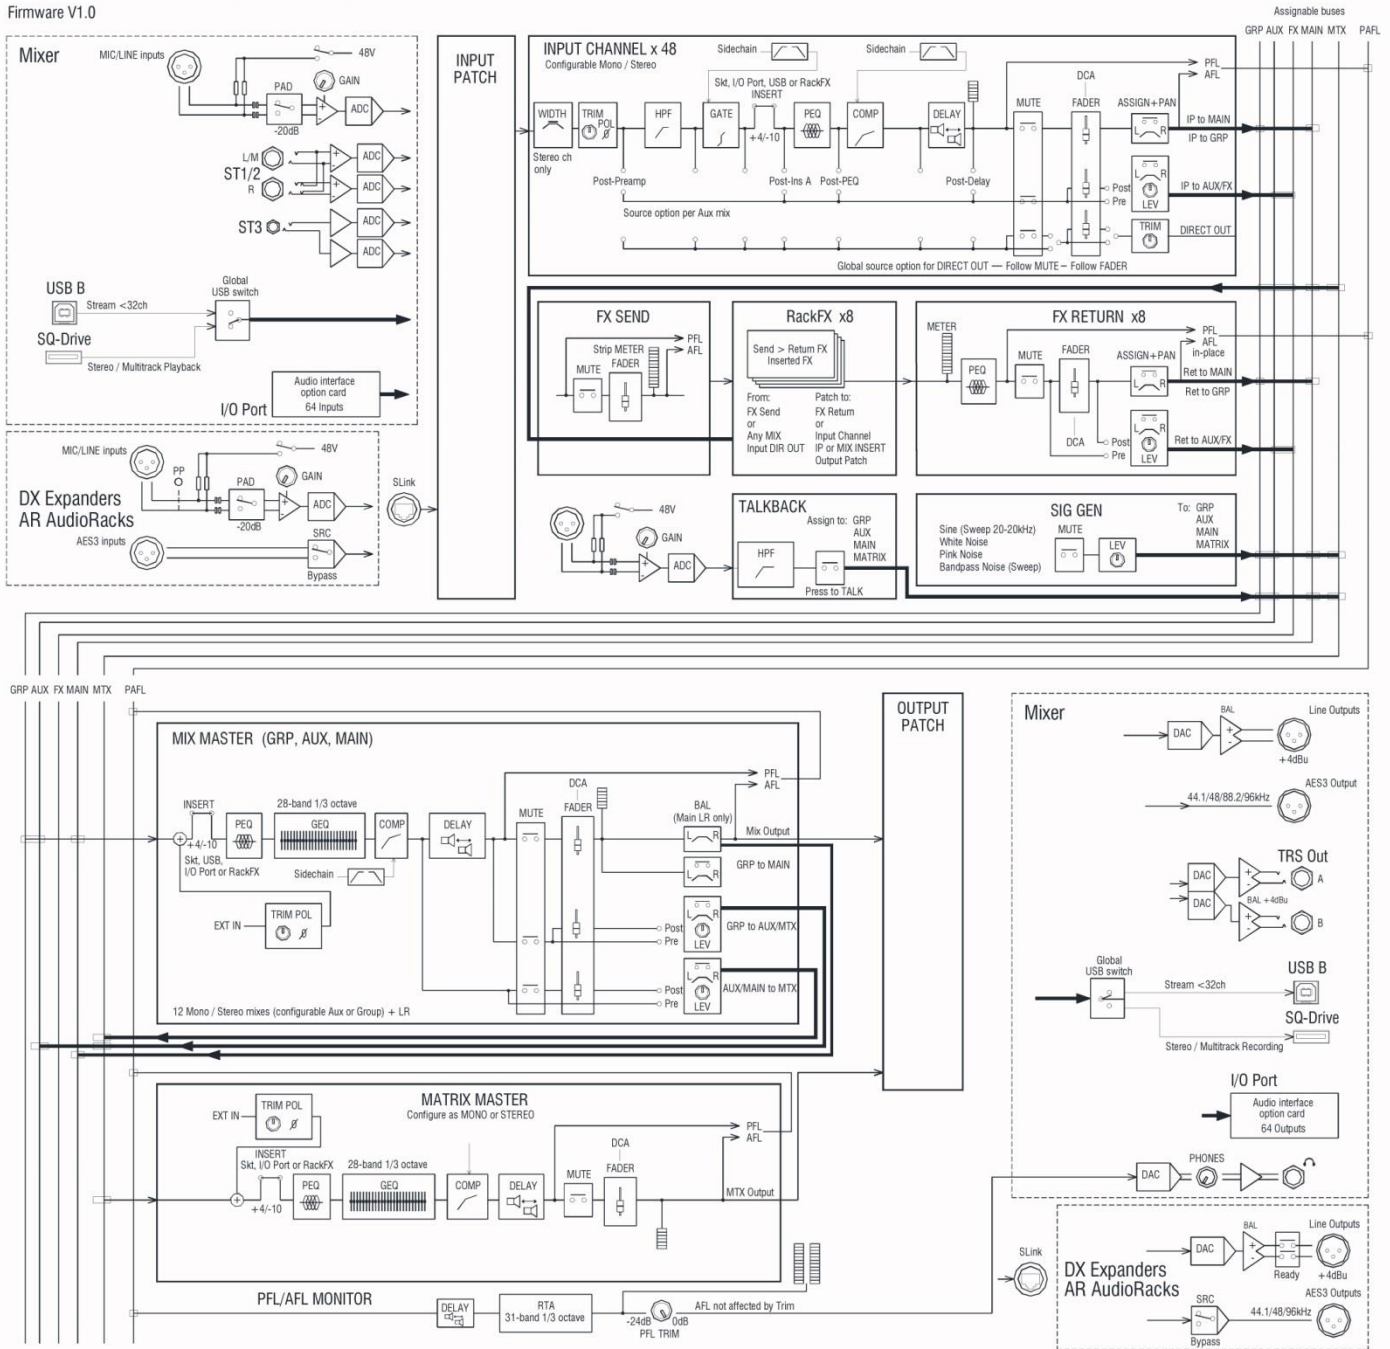 Firmware V1.0
Assignable buses
GRP AUX FX MAIN MTX PAFL
Mixer
MIC/LINE inputs
48V
GAIN
PAD
-20dB
ADC
L/M
ST1/2
R
ADC
ADC
ST3
ADC
ADC
USB B
Stream <32ch
Global
USB switch
SQ-Drive
Stereo / Multitrack Playback
Audio interface
option card
64 Inputs
I/O Port
MIC/LINE inputs
48V
PP
GAIN
PAD
-20dB
ADC
DX Expanders
AR AudioRacks
AES3 inputs
SRC
Bypass
SLink
INPUT
PATCH
INPUT CHANNEL x 48
Configurable Mono / Stereo
Sidechain
Sidechain
PFL
AFL
Skt, I/O Port, USB or RackFX
INSERT
DCA
WIDTH
TRIM
POL
Ø
HPF
GATE
+4/-10
PEQ
COMP
DELAY
MUTE
FADER
ASSIGN+PAN
L R
IP to MAIN
IP to GRP
Stereo ch
only
Post-Preamp
Post-Ins A
Post-PEQ
Post-Delay
Post
Pre
L R
LEV
IP to AUX/FX
Source option per Aux mix
TRIM
DIRECT OUT
Global source option for DIRECT OUT — Follow MUTE – Follow FADER
FX SEND
PFL
AFL
Strip METER
FADER
MUTE
RackFX x8
Send > Return FX
Inserted FX
From:
FX Send
or
Any MIX
Input DIR OUT
Patch to:
FX Return
or
Input Channel
IP or MIX INSERT
Output Patch
FX RETURN x8
METER
PFL
AFL
in-place
PEQ
MUTE
FADER
ASSIGN+PAN
L R
Ret to MAIN
Ret to GRP
DCA
Post
Pre
L R
LEV
Ret to AUX/FX
48V
GAIN
ADC
TALKBACK
Assign to: GRP
AUX
MAIN
MATRIX
HPF
Press to TALK
SIG GEN
Sine (Sweep 20-20kHz)
White Noise
Pink Noise
Bandpass Noise (Sweep)
MUTE
LEV
To: GRP
AUX
MAIN
MATRIX
GRP AUX FX MAIN MTX PAFL
MIX MASTER (GRP, AUX, MAIN)
PFL
AFL
INSERT
+4/-10
Skt, USB,
I/O Port or RackFX
PEQ
28-band 1/3 octave
GEQ
COMP
Sidechain
DELAY
MUTE
DCA
FADER
BAL
(Main LR only)
L R
Mix Output
L R
GRP to MAIN
EXT IN
TRIM POL
Ø
Post
Pre
L R
LEV
GRP to AUX/MTX
Post
Pre
L R
LEV
AUX/MAIN to MTX
12 Mono / Stereo mixes (configurable Aux or Group) + LR
OUTPUT
PATCH
MATRIX MASTER
Configure as MONO or STEREO
EXT IN
TRIM POL
Ø
INSERT
Skt, I/O Port or RackFX
+4/-10
PEQ
28-band 1/3 octave
GEQ
COMP
DELAY
MUTE
DCA
FADER
PFL
AFL
MTX Output
PFL/AFL MONITOR
DELAY
RTA
31-band 1/3 octave
-24dB
0dB
PFL TRIM
AFL not affected by Trim
Mixer
DAC
BAL
Line Outputs
+4dBu
AES3 Output
44.1/48/88.2/96kHz
TRS Out
DAC
A
DAC
BAL +4dBu
B
Global
USB switch
Stream <32ch
USB B
SQ-Drive
Stereo / Multitrack Recording
I/O Port
Audio interface
option card
64 Outputs
DAC
PHONES
SLink
DX Expanders
AR AudioRacks
DAC
BAL
Ready
Line Outputs
+4dBu
AES3 Outputs
SRC
44.1/48/96kHz
Bypass